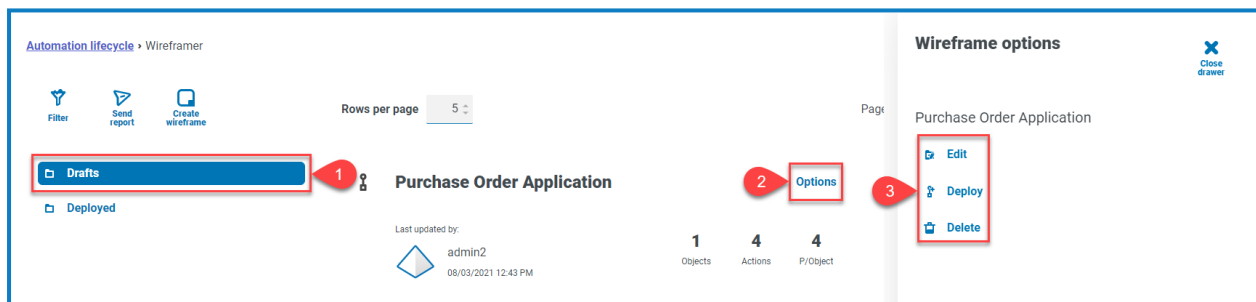 Automation lifecycle › Wireframer
Filter
Send report
Create wireframe
Rows per page 5
Page
Drafts
Deployed
1
Purchase Order Application
2
Options
Last updated by:
admin2
08/03/2021 12:43 PM
1
Objects
4
Actions
4
P/Object
Wireframe options
Close drawer
Purchase Order Application
3
Edit
Deploy
Delete